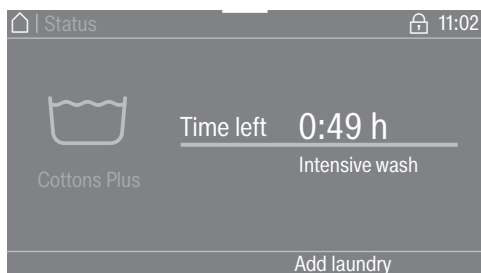 | Status 11:02
Time left 0:49 h
Intensive wash
Cottons Plus
Add laundry